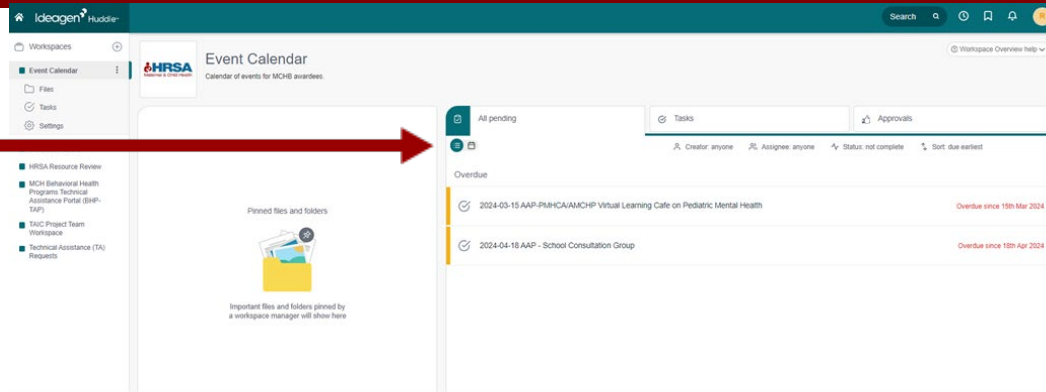 Ideagen Huddle
Search
R
Workspaces
Event Calendar
Files
Tasks
Settings
HRSA Resource Review
MCH Behavioral Health
Programs Technical
Assistance Portal (BHP-
TAP)
TAIC Project Team
Workspace
Technical Assistance (TA)
Requests
HRSA
Maternal & Child Health
Event Calendar
Calendar of events for MCHB awardees.
Workspace Overview help
Pinned files and folders
Important files and folders pinned by
a workspace manager will show here
All pending
Tasks
Approvals
Creator: anyone
Assignee: anyone
Status: not complete
Sort: due earliest
Overdue
2024-03-15 AAP-PMHCA/AMCHP Virtual Learning Cafe on Pediatric Mental Health
Overdue since 15th Mar 2024
2024-04-18 AAP - School Consultation Group
Overdue since 18th Apr 2024